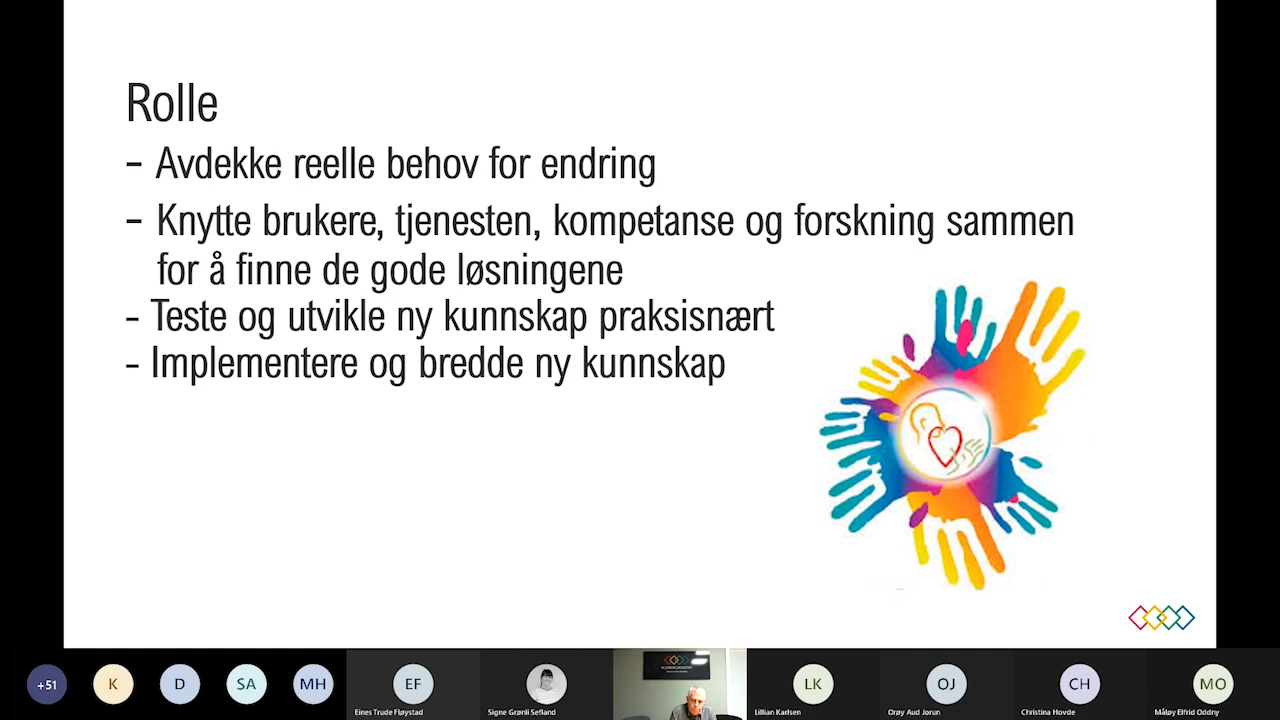 Rolle
- Avdekke reelle behov for endring
- Knytte brukere, tjenesten, kompetanse og forskning sammen
for å finne de gode løsningene
- Teste og utvikle ny kunnskap praksisnært
- Implementere og bredde ny kunnskap
+51
K
D
SA
MH
EF
LK
OJ
CH
MO
Eines Trude Fløystad
Signe Grønli Sefland
Lillian Karlsen
Orøy Aud Jorun
Christina Hovde
Måløy Elfrid Oddny